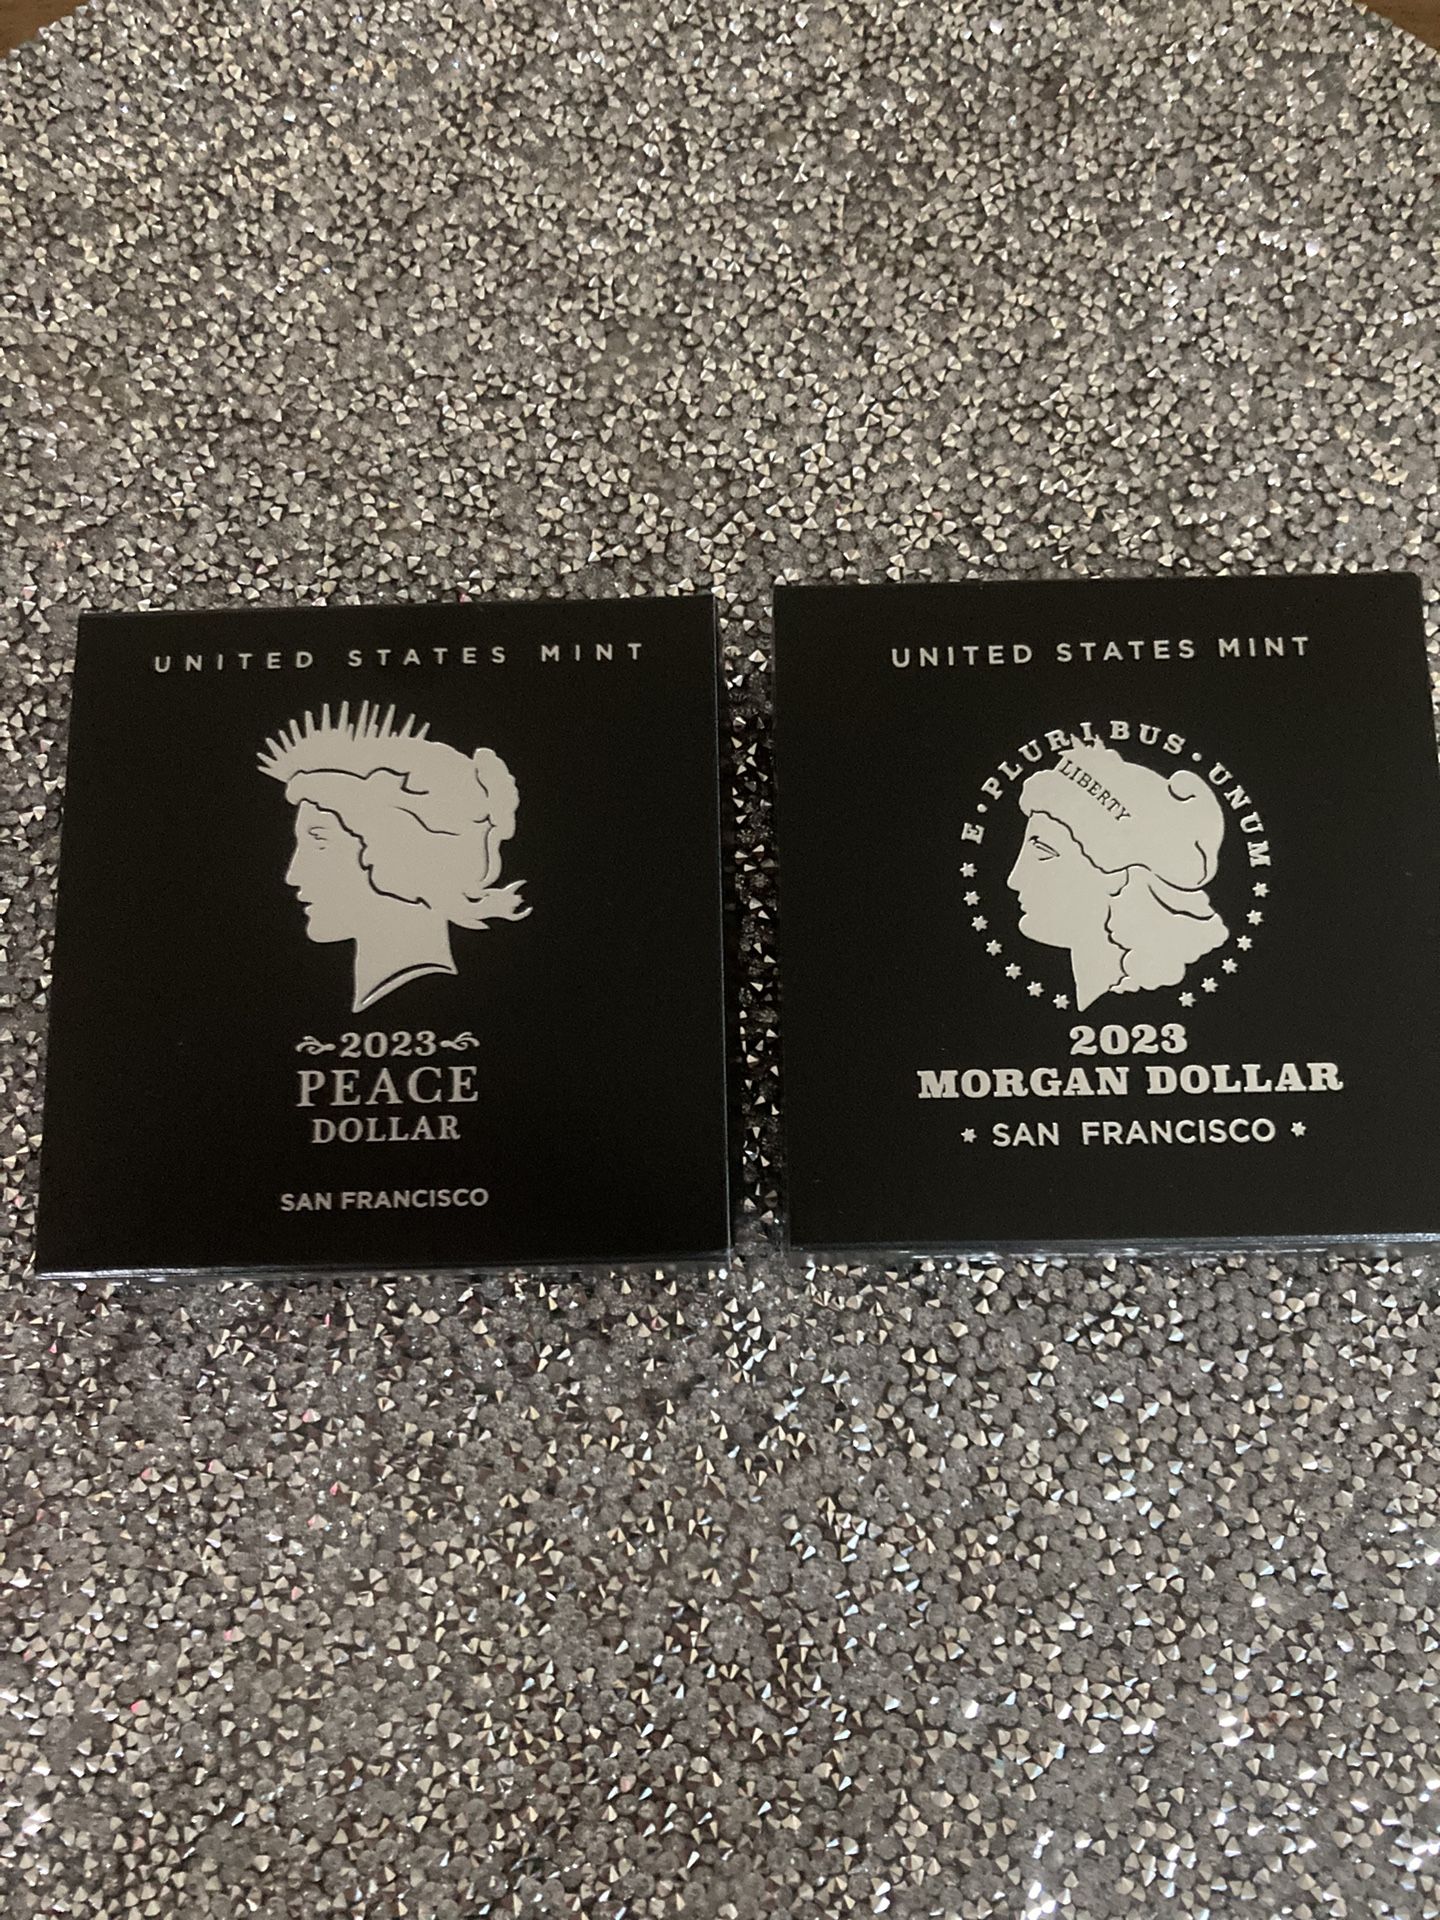 UNITED STATES MINT
2023
PEACE
DOLLAR
SAN FRANCISCO
UNITED STATES MINT
E·PLURIBUS·UNUM
LIBERTY
2023
MORGAN DOLLAR
* SAN FRANCISCO *